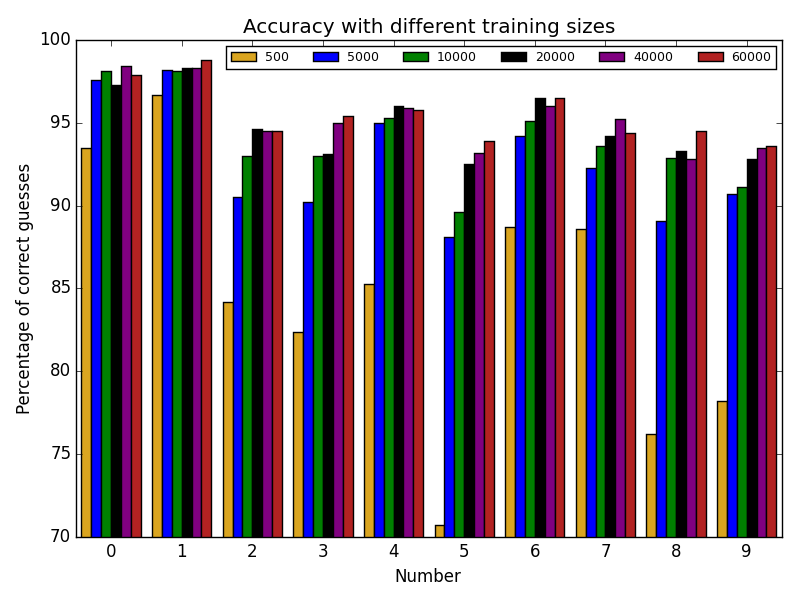 Accuracy with different training sizes
500 5000 10000 20000 40000 60000
Percentage of correct guesses
100
95
90
85
80
75
70
0 1 2 3 4 5 6 7 8 9
Number